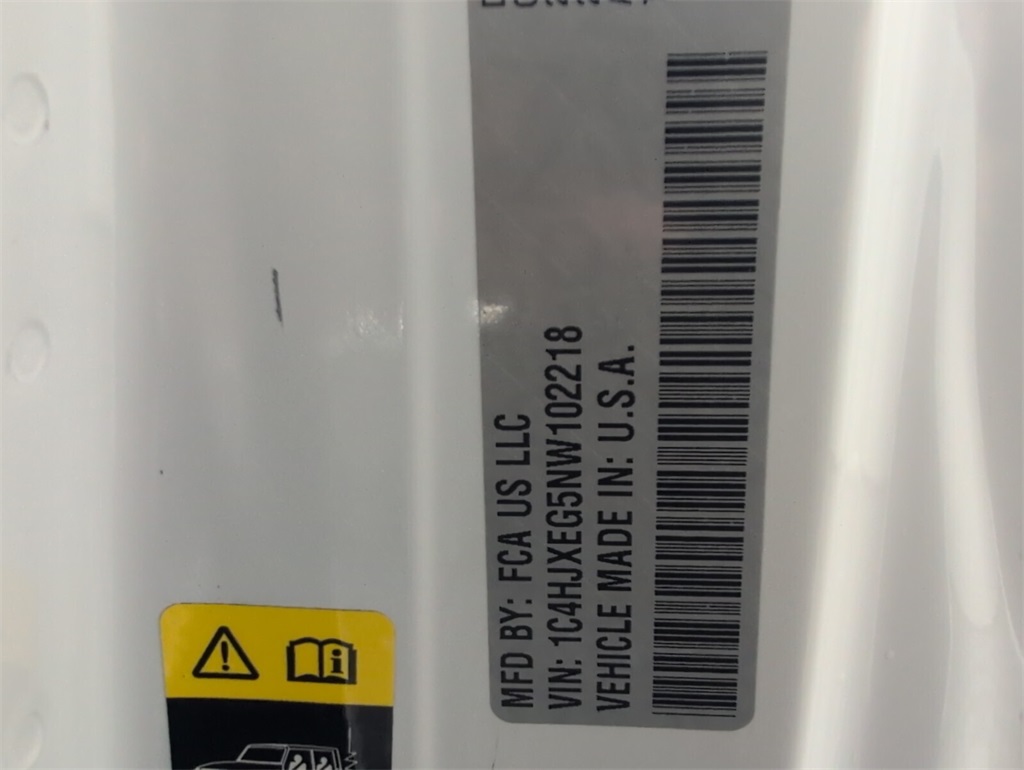 MFD BY: FCA US LLC
VIN: 1C4HJXEG5NW102218
VEHICLE MADE IN: U.S.A.